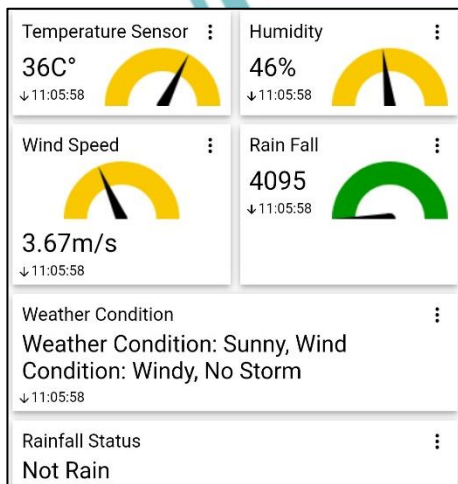 Temperature Sensor
36C°
↓11:05:58
Humidity
46%
↓11:05:58
Wind Speed
3.67m/s
↓11:05:58
Rain Fall
4095
↓11:05:58
Weather Condition
Weather Condition: Sunny, Wind
Condition: Windy, No Storm
↓11:05:58
Rainfall Status
Not Rain